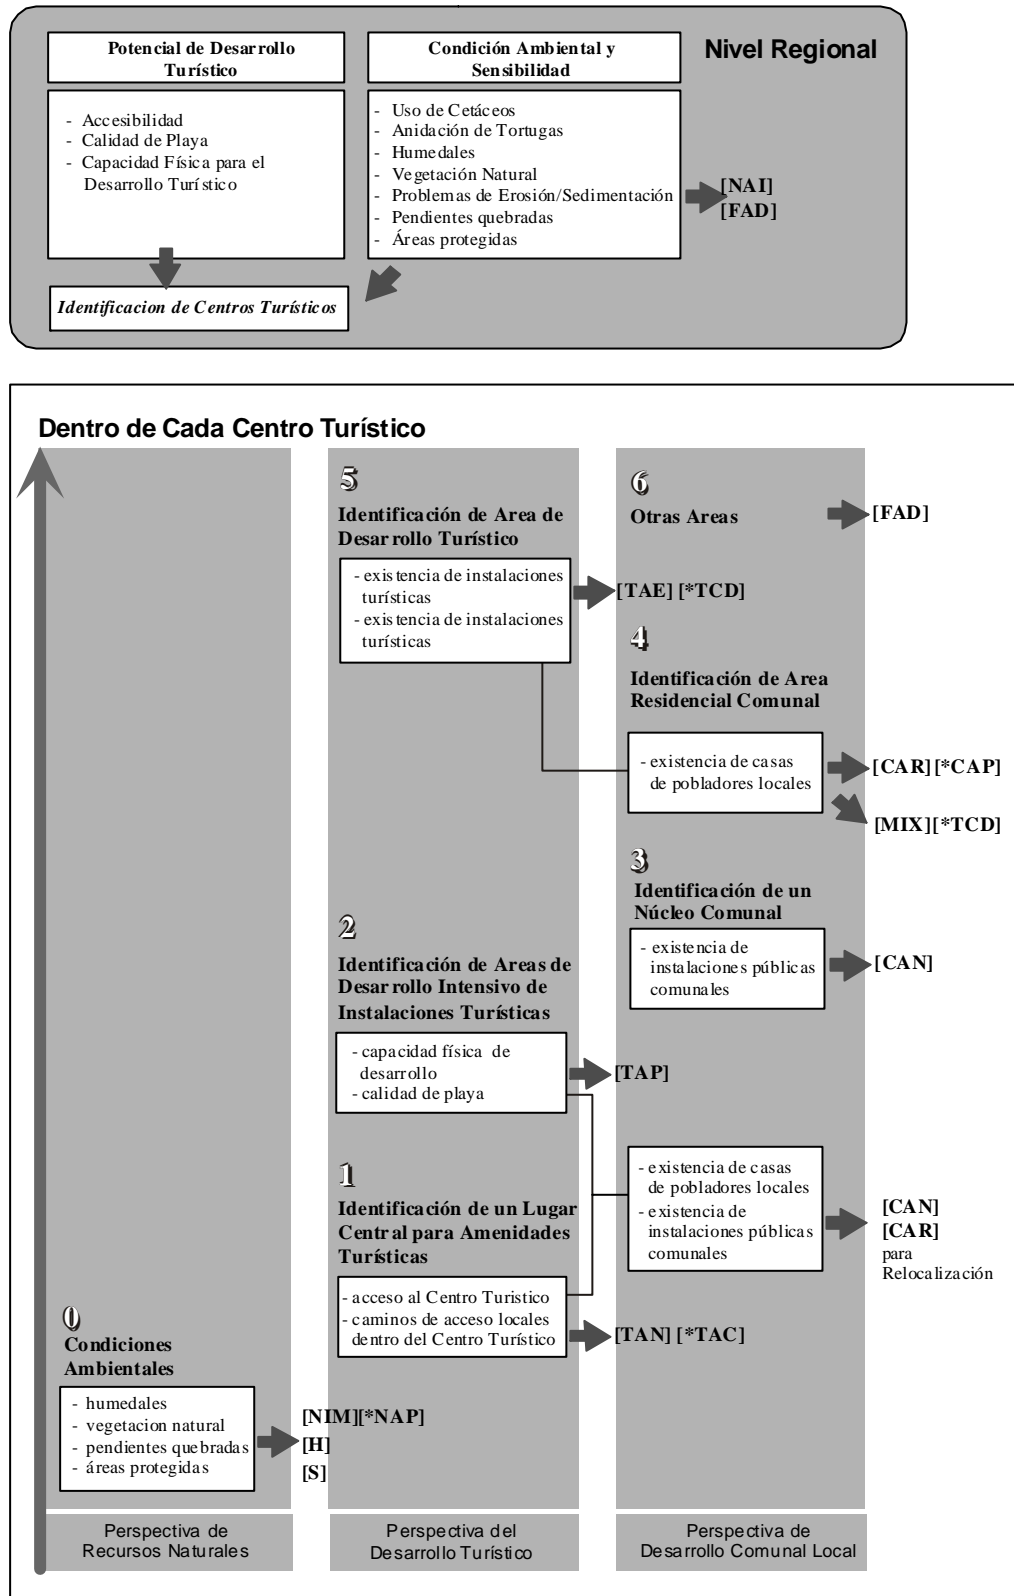 Nivel Regional
Potencial de Desarrollo
Turístico
- Accesibilidad
- Calidad de Playa
- Capacidad Física para el
Desarrollo Turístico
Condición Ambiental y
Sensibilidad
- Uso de Cetáceos
- Anidación de Tortugas
- Humedales
- Vegetación Natural
- Problemas de Erosión/Sedimentación
- Pendientes quebradas
- Áreas protegidas
[NAI]
[FAD]
Identificacion de Centros Turísticos
Dentro de Cada Centro Turístico
5
Identificación de Area de
Desarrollo Turístico
- existencia de instalaciones
turísticas
- existencia de instalaciones
turísticas
[TAE] [*TCD]
6
Otras Areas
[FAD]
4
Identificación de Area
Residencial Comunal
- existencia de casas
de pobladores locales
[CAR][*CAP]
[MIX][*TCD]
3
Identificación de un
Núcleo Comunal
- existencia de
instalaciones públicas
comunales
[CAN]
2
Identificación de Areas de
Desarrollo Intensivo de
Instalaciones Turísticas
- capacidad física de
desarrollo
- calidad de playa
[TAP]
- existencia de casas
de pobladores locales
- existencia de
instalaciones públicas
comunales
[CAN]
[CAR]
para
Relocalización
1
Identificación de un Lugar
Central para Amenidades
Turísticas
- acceso al Centro Turistico
- caminos de acceso locales
dentro del Centro Turístico
[TAN] [*TAC]
0
Condiciones
Ambientales
- humedales
- vegetacion natural
- pendientes quebradas
- áreas protegidas
[NIM][*NAP]
[H]
[S]
Perspectiva de
Recursos Naturales
Perspectiva del
Desarrollo Turístico
Perspectiva de
Desarrollo Comunal Local